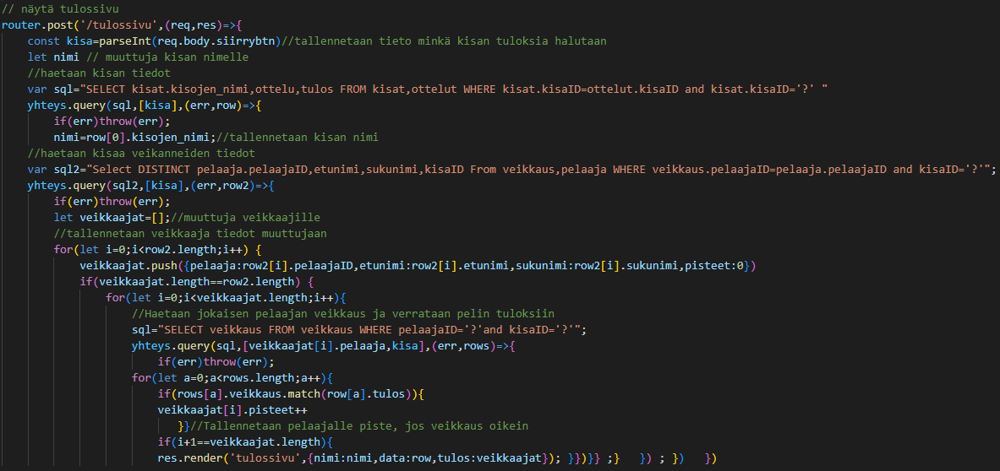 // näytä tulossivu
router.post('/tulossivu',(req,res)=>{
const kisa=parseInt(req.body.siirrybtn)//tallennetaan tieto minkä kisan tuloksia halutaan
let nimi // muuttuja kisan nimelle
//haetaan kisan tiedot
var sql="SELECT kisat.kisojen_nimi,ottelu,tulos FROM kisat,ottelut WHERE kisat.kisaID=ottelut.kisaID and kisat.kisaID='?' "
yhteys.query(sql,[kisa],(err,row)=>{
if(err)throw(err);
nimi=row[0].kisojen_nimi;//tallennetaan kisan nimi
//haetaan kisaa veikanneiden tiedot
var sql2="Select DISTINCT pelaaja.pelaajaID,etunimi,sukunimi,kisaID From veikkaus,pelaaja WHERE veikkaus.pelaajaID=pelaaja.pelaajaID and kisaID='?'";
yhteys.query(sql2,[kisa],(err,row2)=>{
if(err)throw(err);
let veikkaajat=[];//muuttuja veikkaajille
//tallennetaan veikkaaja tiedot muuttujaan
for(let i=0;i<row2.length;i++) {
veikkaajat.push({pelaaja:row2[i].pelaajaID,etunimi:row2[i].etunimi,sukunimi:row2[i].sukunimi,pisteet:0})
if(veikkaajat.length==row2.length) {
for(let i=0;i<veikkaajat.length;i++){
//Haetaan jokaisen pelaajan veikkaus ja verrataan pelin tuloksiin
sql="SELECT veikkaus FROM veikkaus WHERE pelaajaID='?'and kisaID='?'";
yhteys.query(sql,[veikkaajat[i].pelaaja,kisa],(err,rows)=>{
if(err)throw(err);
for(let a=0;a<rows.length;a++){
if(rows[a].veikkaus.match(row[a].tulos)){
veikkaajat[i].pisteet++
}}//Tallennetaan pelaajalle piste, jos veikkaus oikein
if(i+1==veikkaajat.length){
res.render('tulossivu',{nimi:nimi,data:row,tulos:veikkaajat}); }})}} ;}   }) ; })   })